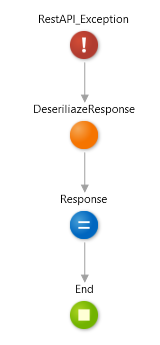 RestAPI_Exception
DeseriliazeResponse
Response
End